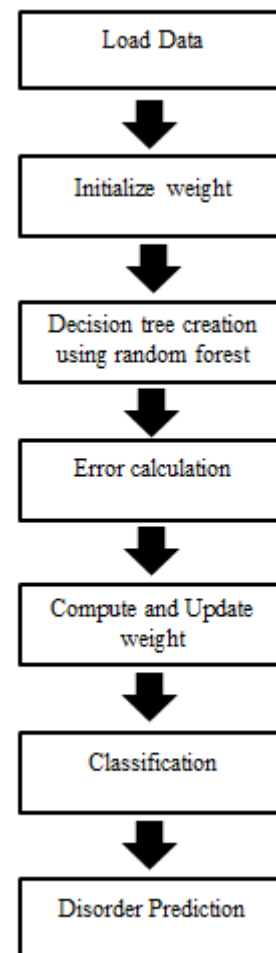 Load Data
Initialize weight
Decision tree creation
using random forest
Error calculation
Compute and Update
weight
Classification
Disorder Prediction